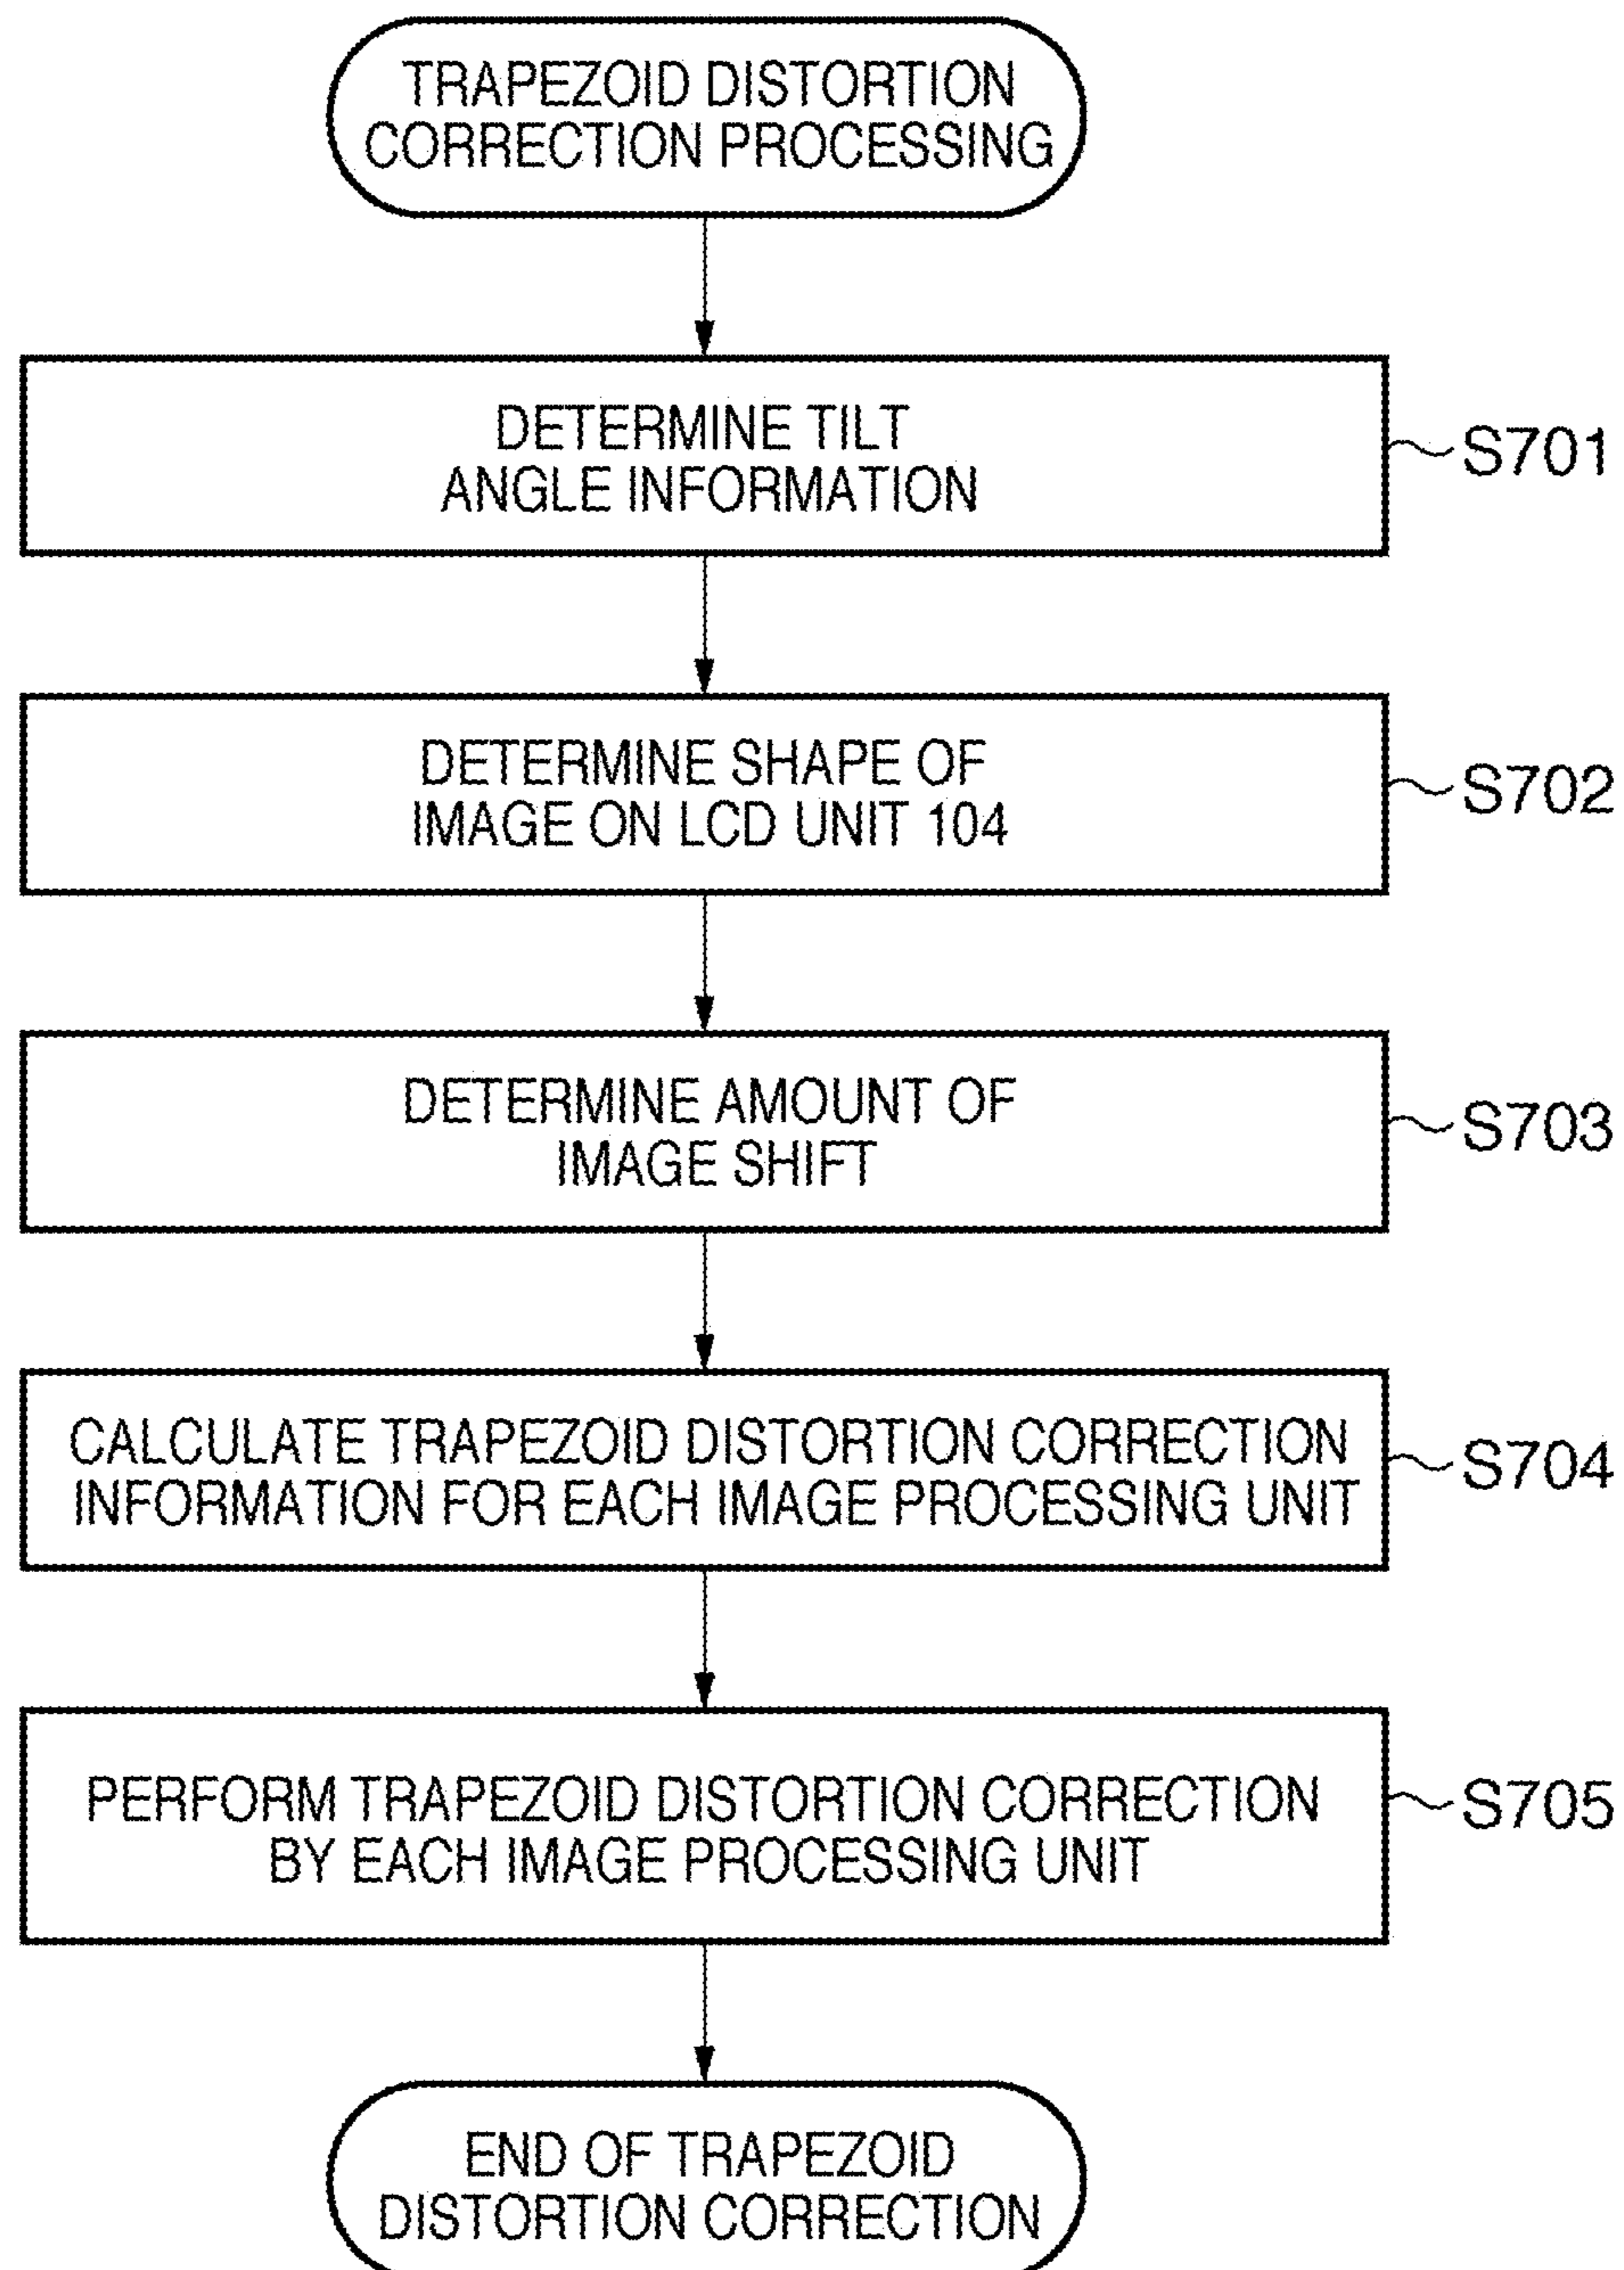 TRAPEZOID DISTORTION
CORRECTION PROCESSING
DETERMINE TILT
ANGLE INFORMATION
S701
DETERMINE SHAPE OF
IMAGE ON LCD UNIT 104
S702
DETERMINE AMOUNT OF
IMAGE SHIFT
S703
CALCULATE TRAPEZOID DISTORTION CORRECTION
INFORMATION FOR EACH IMAGE PROCESSING UNIT
S704
PERFORM TRAPEZOID DISTORTION CORRECTION
BY EACH IMAGE PROCESSING UNIT
S705
END OF TRAPEZOID
DISTORTION CORRECTION